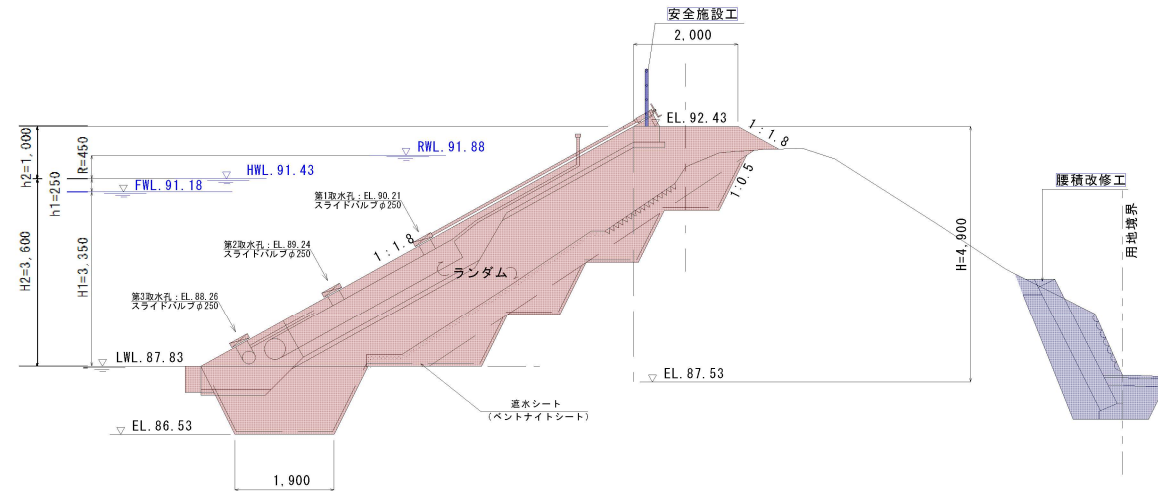 安全施設工
2,000
EL.92.43
1:1.8
h2=1,000
R=450
RWL.91.88
HWL.91.43
h1=250
FWL.91.18
1:0.5
腰積改修工
用地境界
第1取水孔：EL.90.21
スライドバルブφ250
1:1.8
第2取水孔：EL.89.24
スライドバルブφ250
ランダム
H=4,900
H2=3,600
H1=3,350
第3取水孔：EL.88.26
スライドバルブφ250
LWL.87.83
EL.87.53
遮水シート
(ベントナイトシート)
EL.86.53
1,900